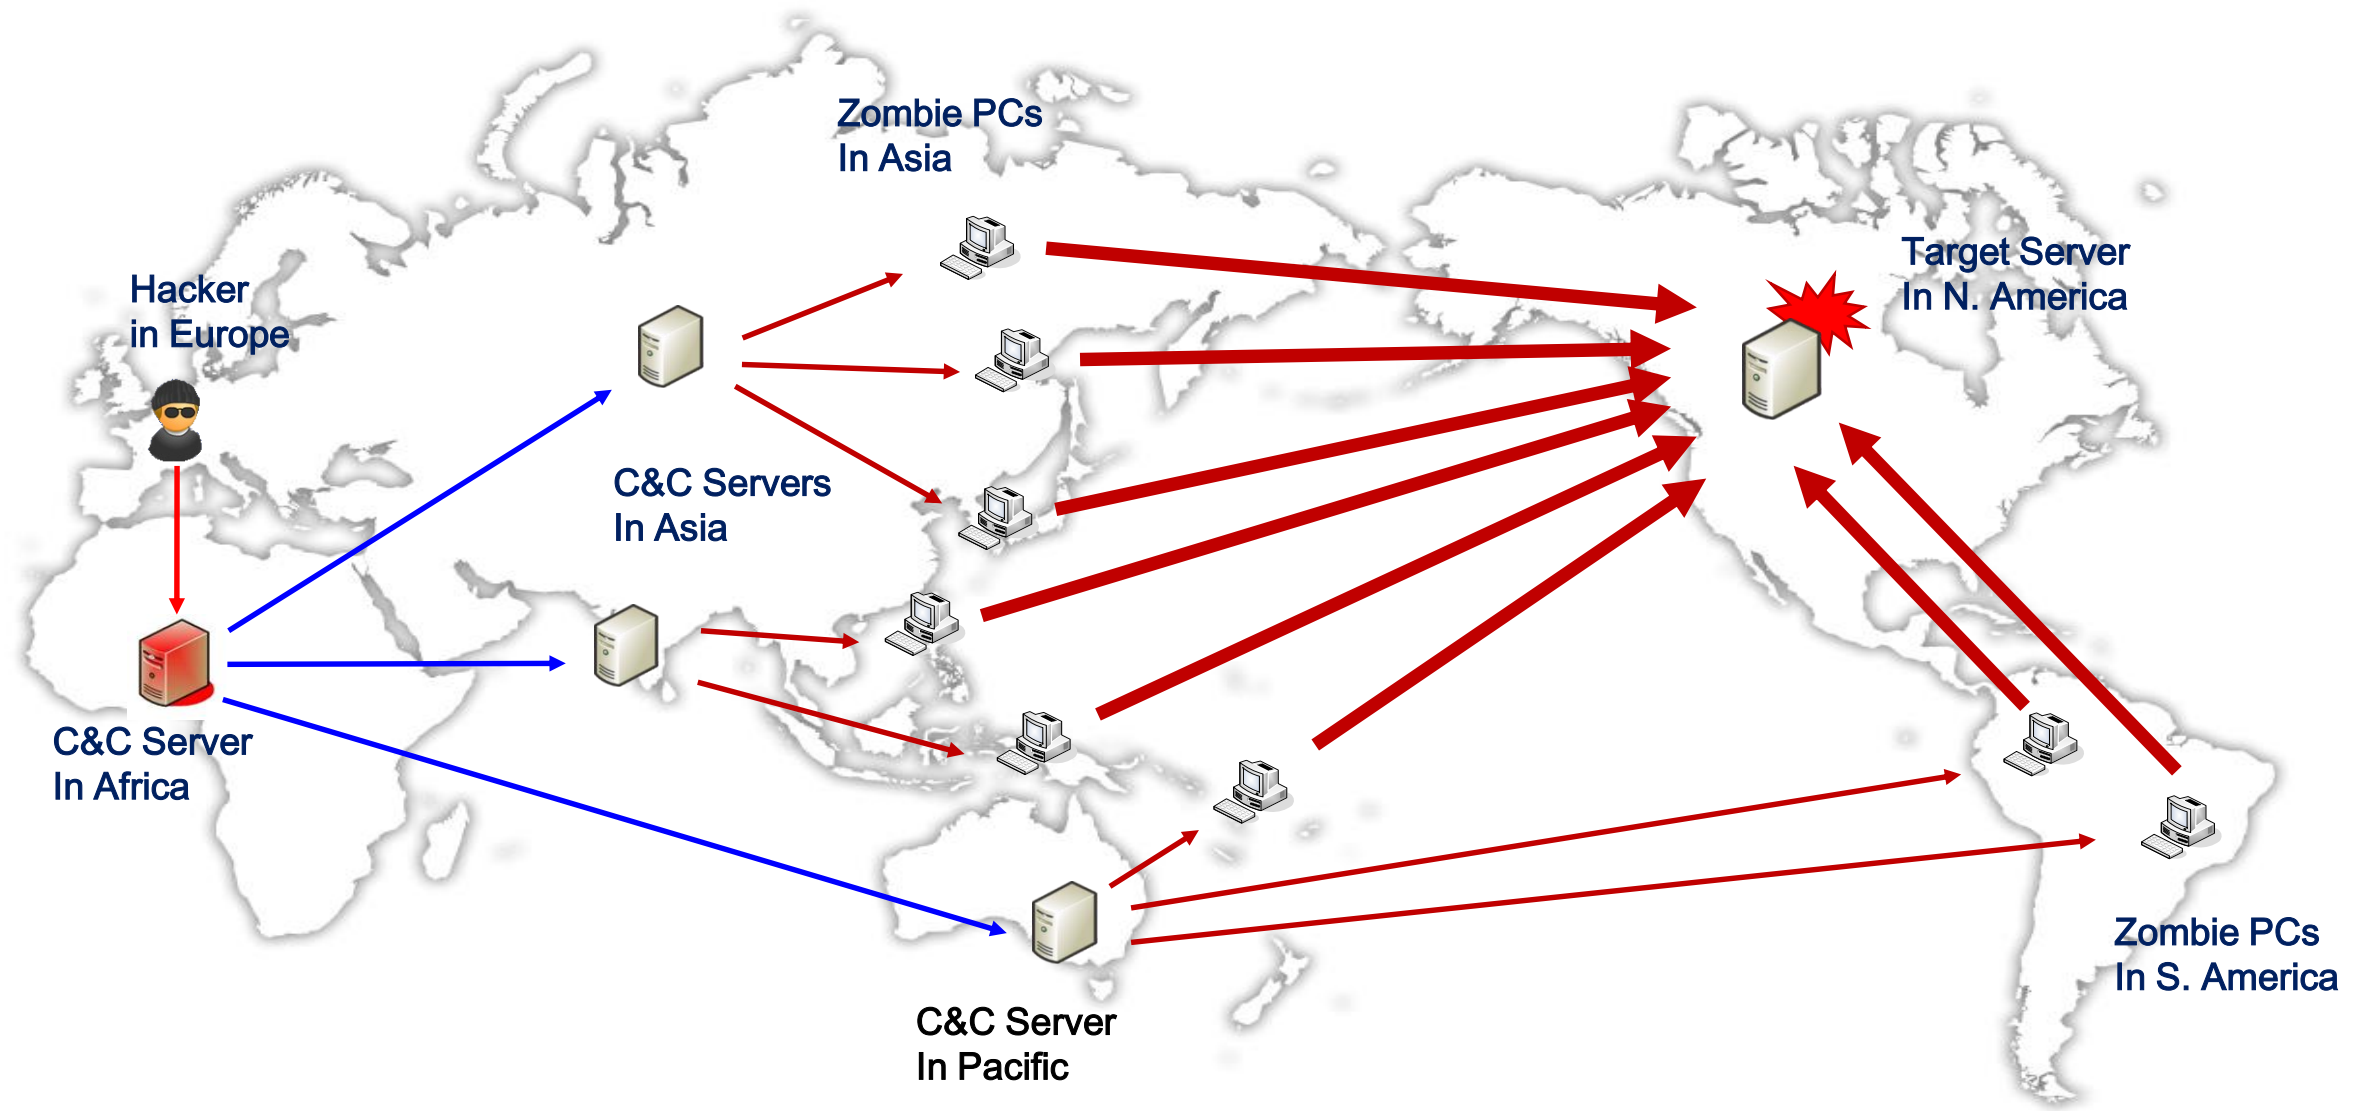 Zombie PCs
In Asia
Target Server
In N. America
Hacker
in Europe
C&C Servers
In Asia
C&C Server
In Africa
Zombie PCs
In S. America
C&C Server
In Pacific